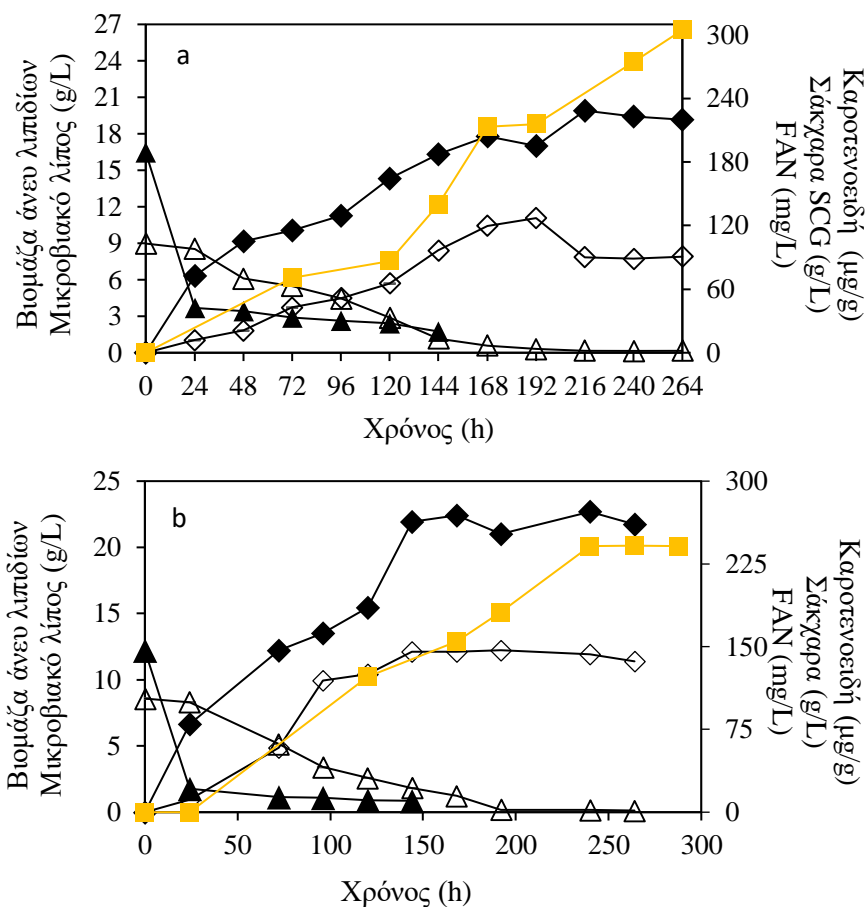 a
Βιομάζα άνευ λιπιδίων
Μικροβιακό λίπος (g/L)
27
24
21
18
15
12
9
6
3
0
300
240
180
120
60
0
Καροτενοειδή (μg/g)
Σάκχαρα SCG (g/L)
FAN (mg/L)
0 24 48 72 96 120 144 168 192 216 240 264
Χρόνος (h)
b
Βιομάζα άνευ λιπιδίων
Μικροβιακό λίπος (g/L)
25
20
15
10
5
0
300
225
150
75
0
Καροτενοειδή (μg/g)
Σάκχαρα (g/L)
FAN (mg/L)
0 50 100 150 200 250 300
Χρόνος (h)